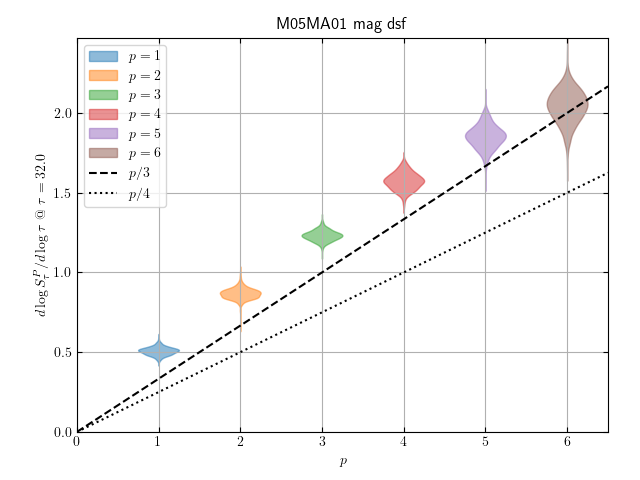 M05MA01 mag dsf
p = 1
p = 2
p = 3
p = 4
p = 5
p = 6
p/3
p/4
d log S_τ^P / d log τ @ τ = 32.0
2.0
1.5
1.0
0.5
0.0
0 1 2 3 4 5 6
p